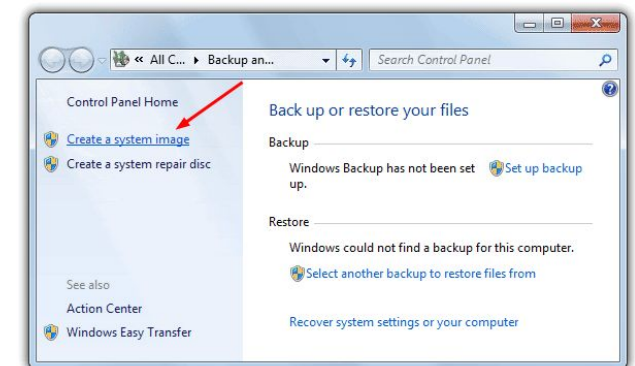 « All C... ▸ Backup an...
Search Control Panel
Control Panel Home
Create a system image
Create a system repair disc
See also
Action Center
Windows Easy Transfer
Back up or restore your files
Backup
Windows Backup has not been set up.
Set up backup
Restore
Windows could not find a backup for this computer.
Select another backup to restore files from
Recover system settings or your computer